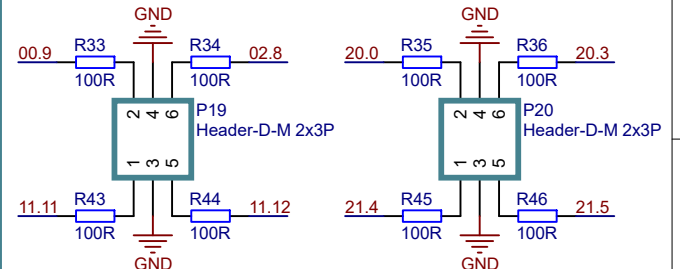 GND
GND
00.9 R33 R34 02.8
20.0 R35 R36 20.3
100R 100R
100R 100R
2 4 6 P19
Header-D-M 2x3P
1 3 5
2 4 6 P20
Header-D-M 2x3P
1 3 5
11.11 R43 R44 11.12
21.4 R45 R46 21.5
100R 100R
100R 100R
GND
GND